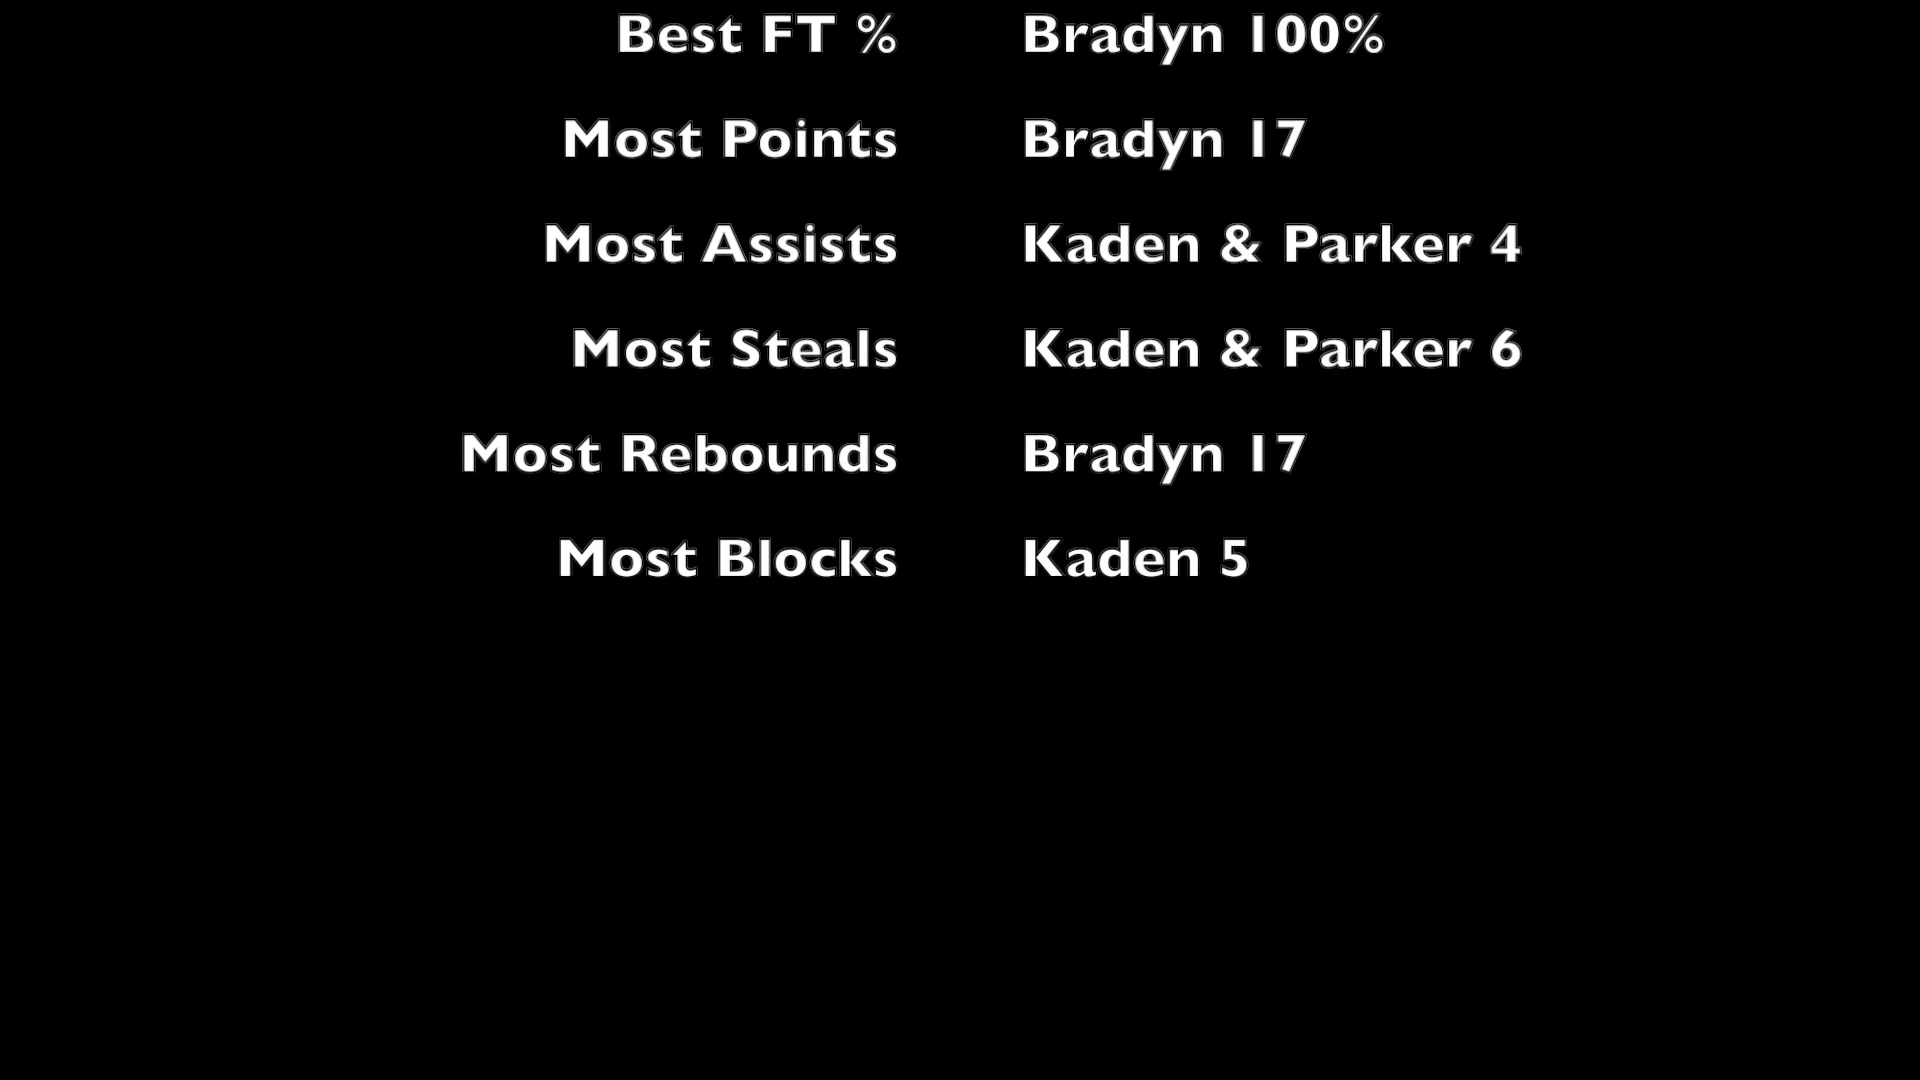 Best FT % Bradyn 100%
Most Points Bradyn 17
Most Assists Kaden & Parker 4
Most Steals Kaden & Parker 6
Most Rebounds Bradyn 17
Most Blocks Kaden 5